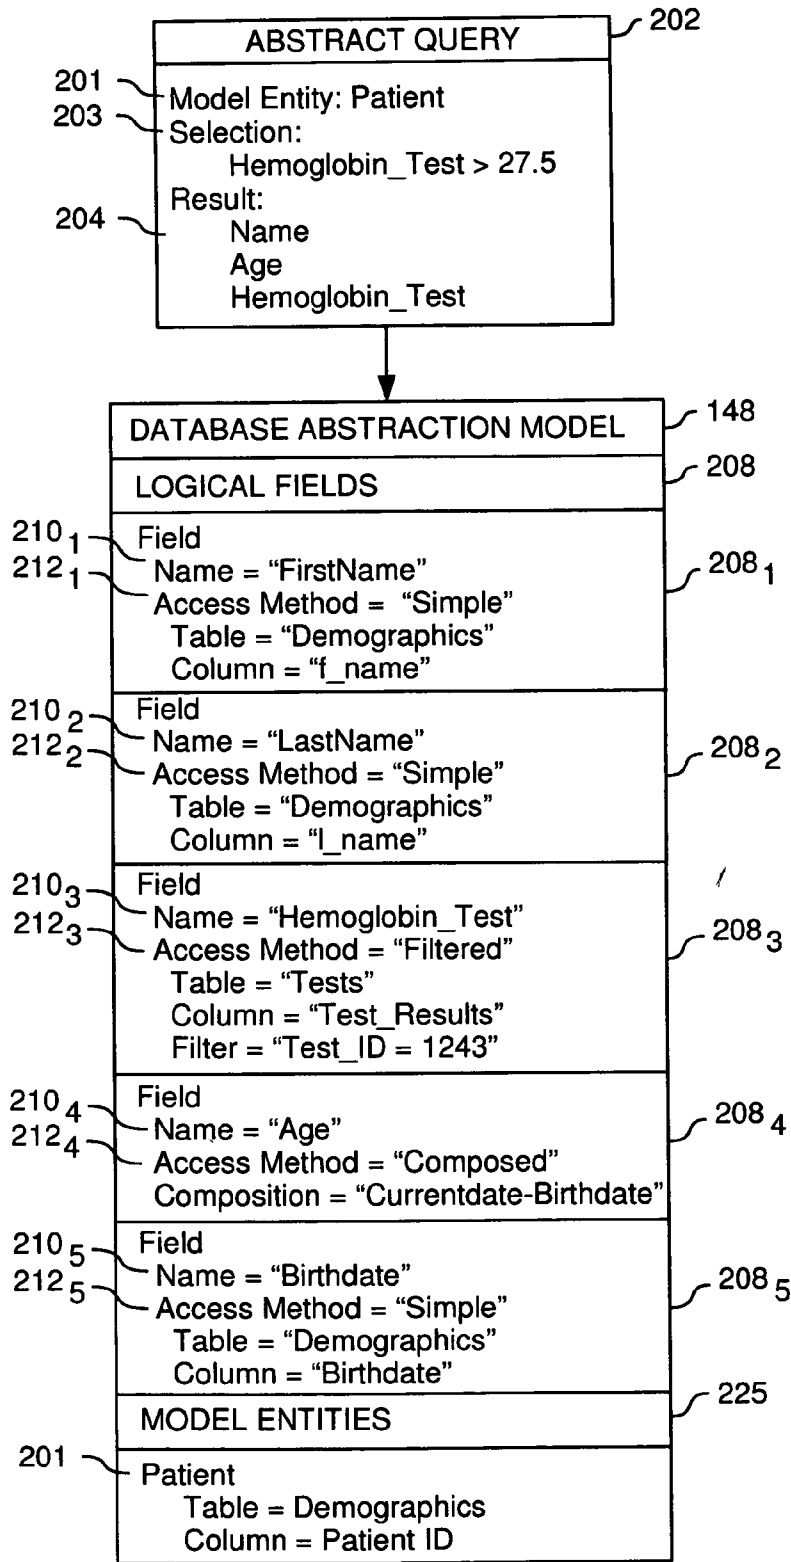 ABSTRACT QUERY
202
201
Model Entity: Patient
203
Selection:
Hemoglobin_Test > 27.5
Result:
204
Name
Age
Hemoglobin_Test
DATABASE ABSTRACTION MODEL
148
LOGICAL FIELDS
208
Field
210 1
Name = “FirstName”
212 1
Access Method = “Simple”
208 1
Table = “Demographics”
Column = “f_name”
Field
210 2
Name = “LastName”
212 2
Access Method = “Simple”
208 2
Table = “Demographics”
Column = “l_name”
Field
210 3
Name = “Hemoglobin_Test”
212 3
Access Method = “Filtered”
208 3
Table = “Tests”
Column = “Test_Results”
Filter = “Test_ID = 1243”
Field
210 4
Name = “Age”
208 4
212 4
Access Method = “Composed”
Composition = “Currentdate-Birthdate”
Field
210 5
Name = “Birthdate”
212 5
Access Method = “Simple”
208 5
Table = “Demographics”
Column = “Birthdate”
MODEL ENTITIES
225
201
Patient
Table = Demographics
Column = Patient ID